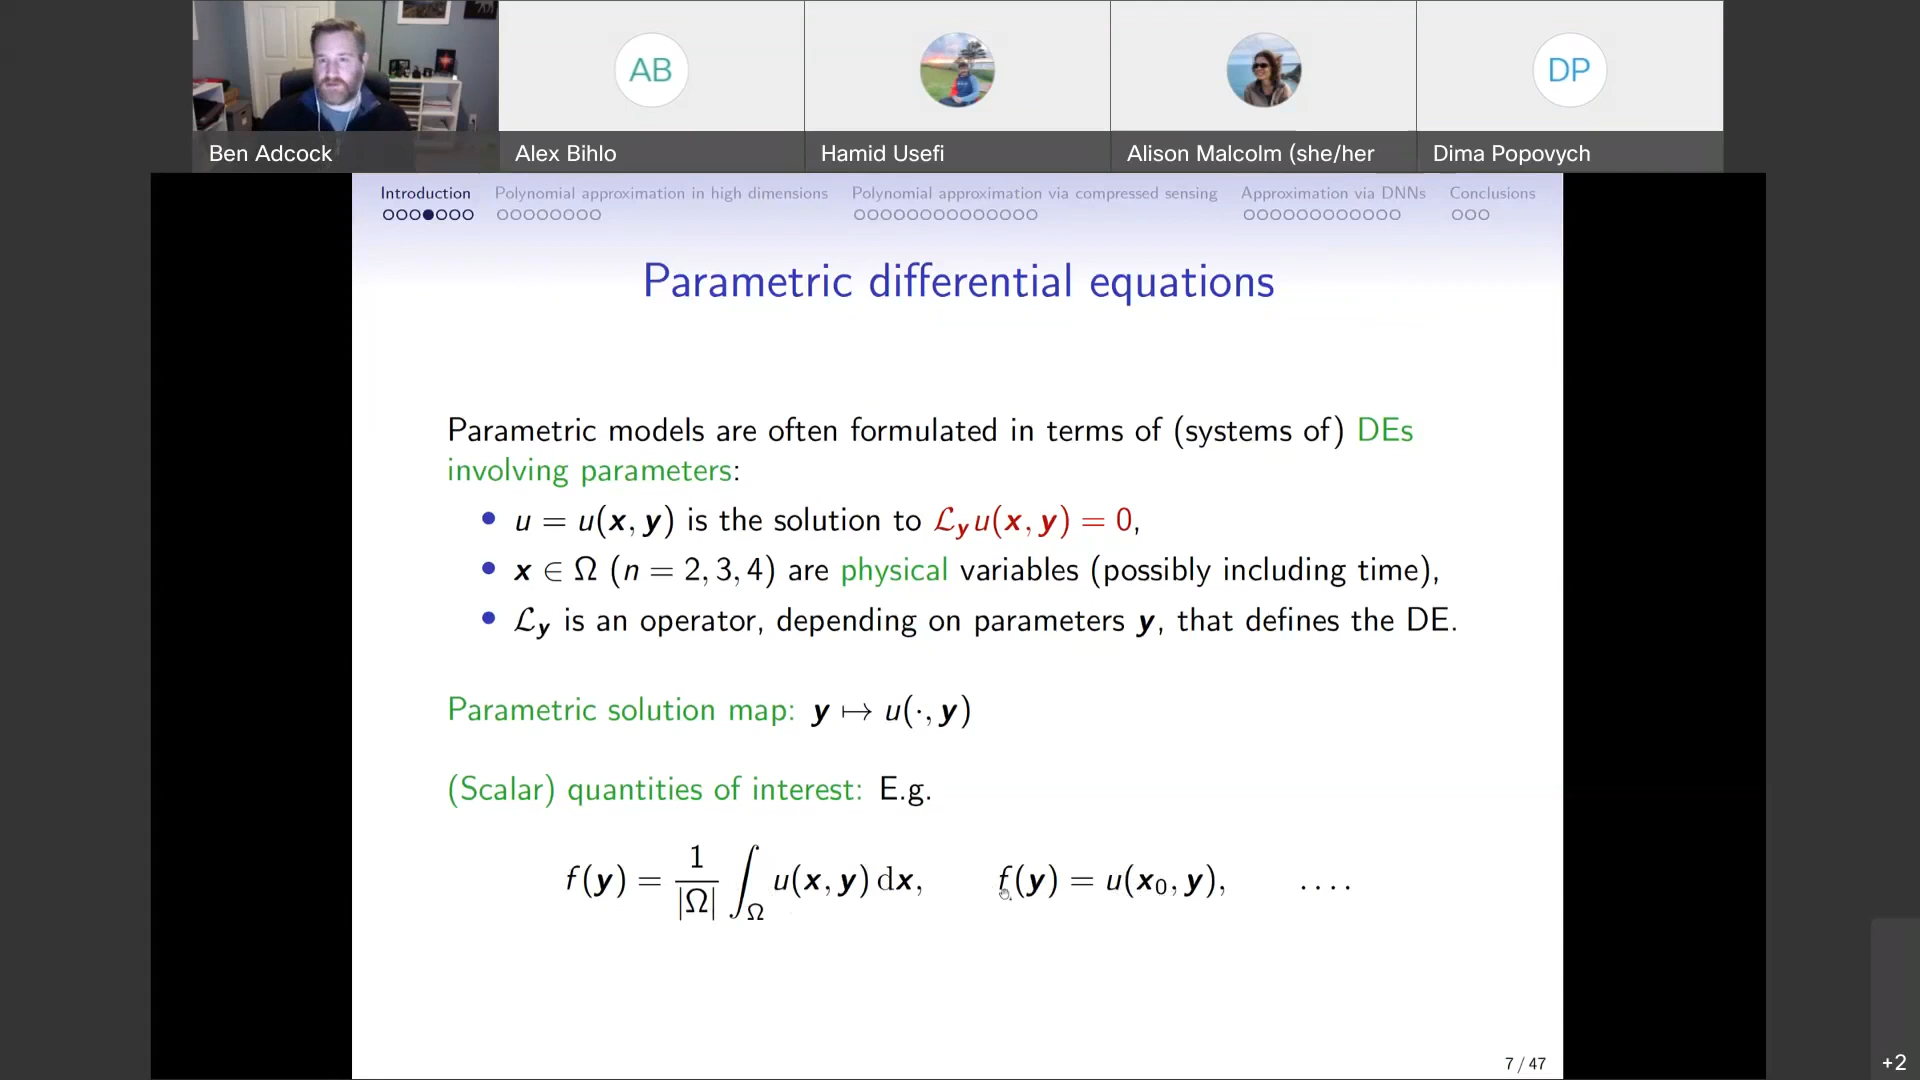 AB
DP
Ben Adcock
Alex Bihlo
Hamid Usefi
Alison Malcolm (she/her
Dima Popovych
Introduction
Polynomial approximation in high dimensions
Polynomial approximation via compressed sensing
Approximation via DNNs
Conclusions
Parametric differential equations
Parametric models are often formulated in terms of (systems of) DEs
involving parameters:
• u = u(x, y) is the solution to ℒ_y u(x, y) = 0,
• x ∈ Ω (n = 2, 3, 4) are physical variables (possibly including time),
• ℒ_y is an operator, depending on parameters y, that defines the DE.
Parametric solution map: y ↦ u(·, y)
(Scalar) quantities of interest: E.g.
f(y) = 1/|Ω| ∫_Ω u(x, y) dx, f(y) = u(x₀, y), ....
7 / 47
+2